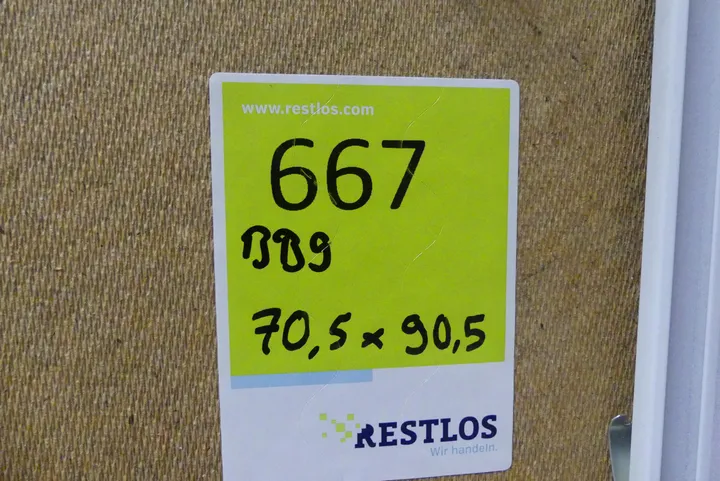 www.restlos.com
667
BB9
70,5 x 90,5
RESTLOS
Wir handeln.